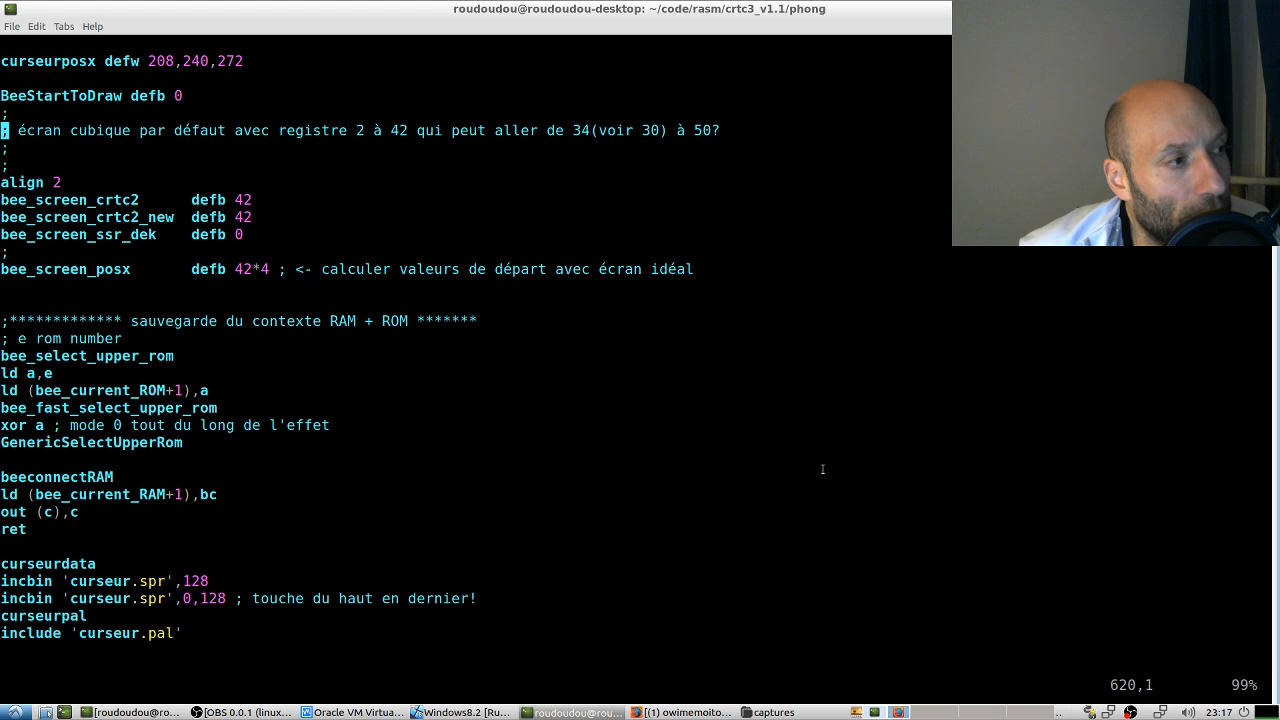 roudoudou@roudoudou-desktop: ~/code/rasm/crtc3_v1.1/phong
File Edit Tabs Help
curseurposx defw 208,240,272
BeeStartToDraw defb 0
;
; écran cubique par défaut avec registre 2 à 42 qui peut aller de 34(voir 30) à 50?
;
;
align 2
bee_screen_crtc2 defb 42
bee_screen_crtc2_new defb 42
bee_screen_ssr_dek defb 0
;
bee_screen_posx defb 42*4 ; <- calculer valeurs de départ avec écran idéal
;************* sauvegarde du contexte RAM + ROM *******
; e rom number
bee_select_upper_rom
ld a,e
ld (bee_current_ROM+1),a
bee_fast_select_upper_rom
xor a ; mode 0 tout du long de l'effet
GenericSelectUpperRom
beeconnectRAM
ld (bee_current_RAM+1),bc
out (c),c
ret
curseurdata
incbin 'curseur.spr',128
incbin 'curseur.spr',0,128 ; touche du haut en dernier!
curseurpal
include 'curseur.pal'
620,1 99%
[roudoudou@ro... [OBS 0.0.1 (linux... Oracle VM Virtua... Windows8.2 [Ru... roudoudou@rou... [(1) owimemoito... captures .. 23:17